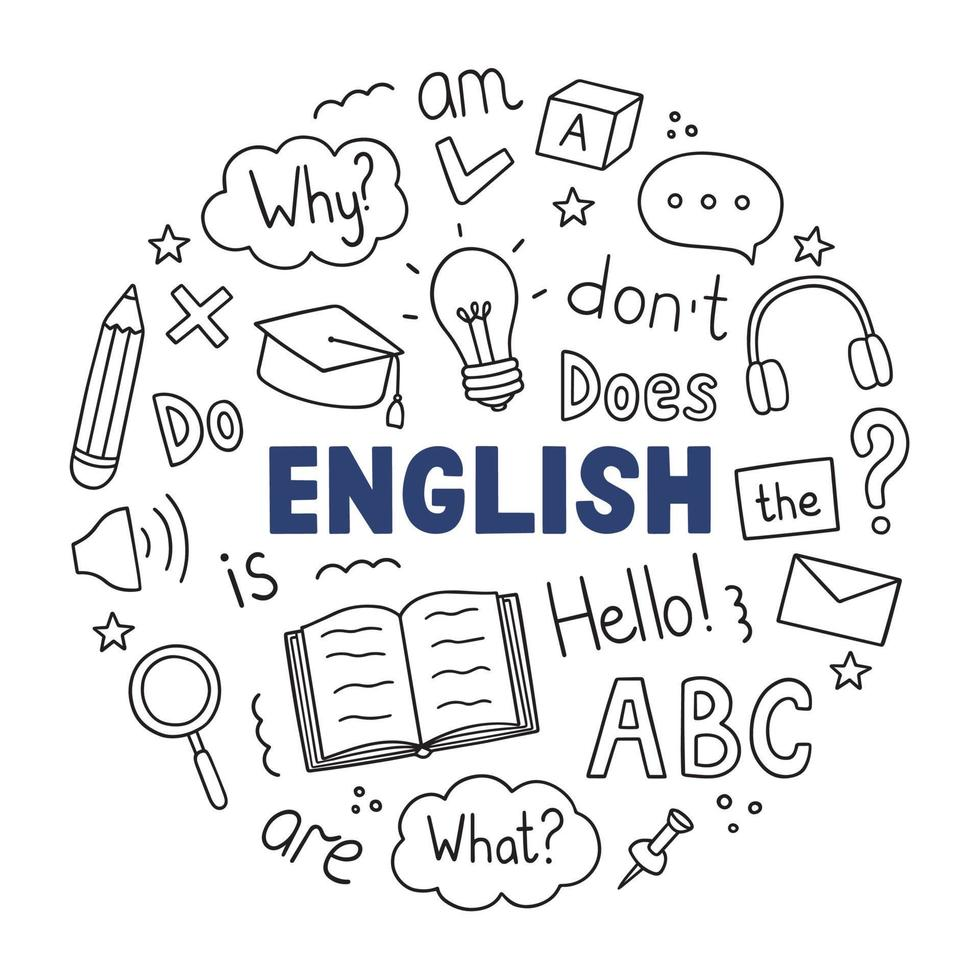 am
A
Why?
don't
Does
Do
ENGLISH
the
?
is
Hello!
ABC
are
What?